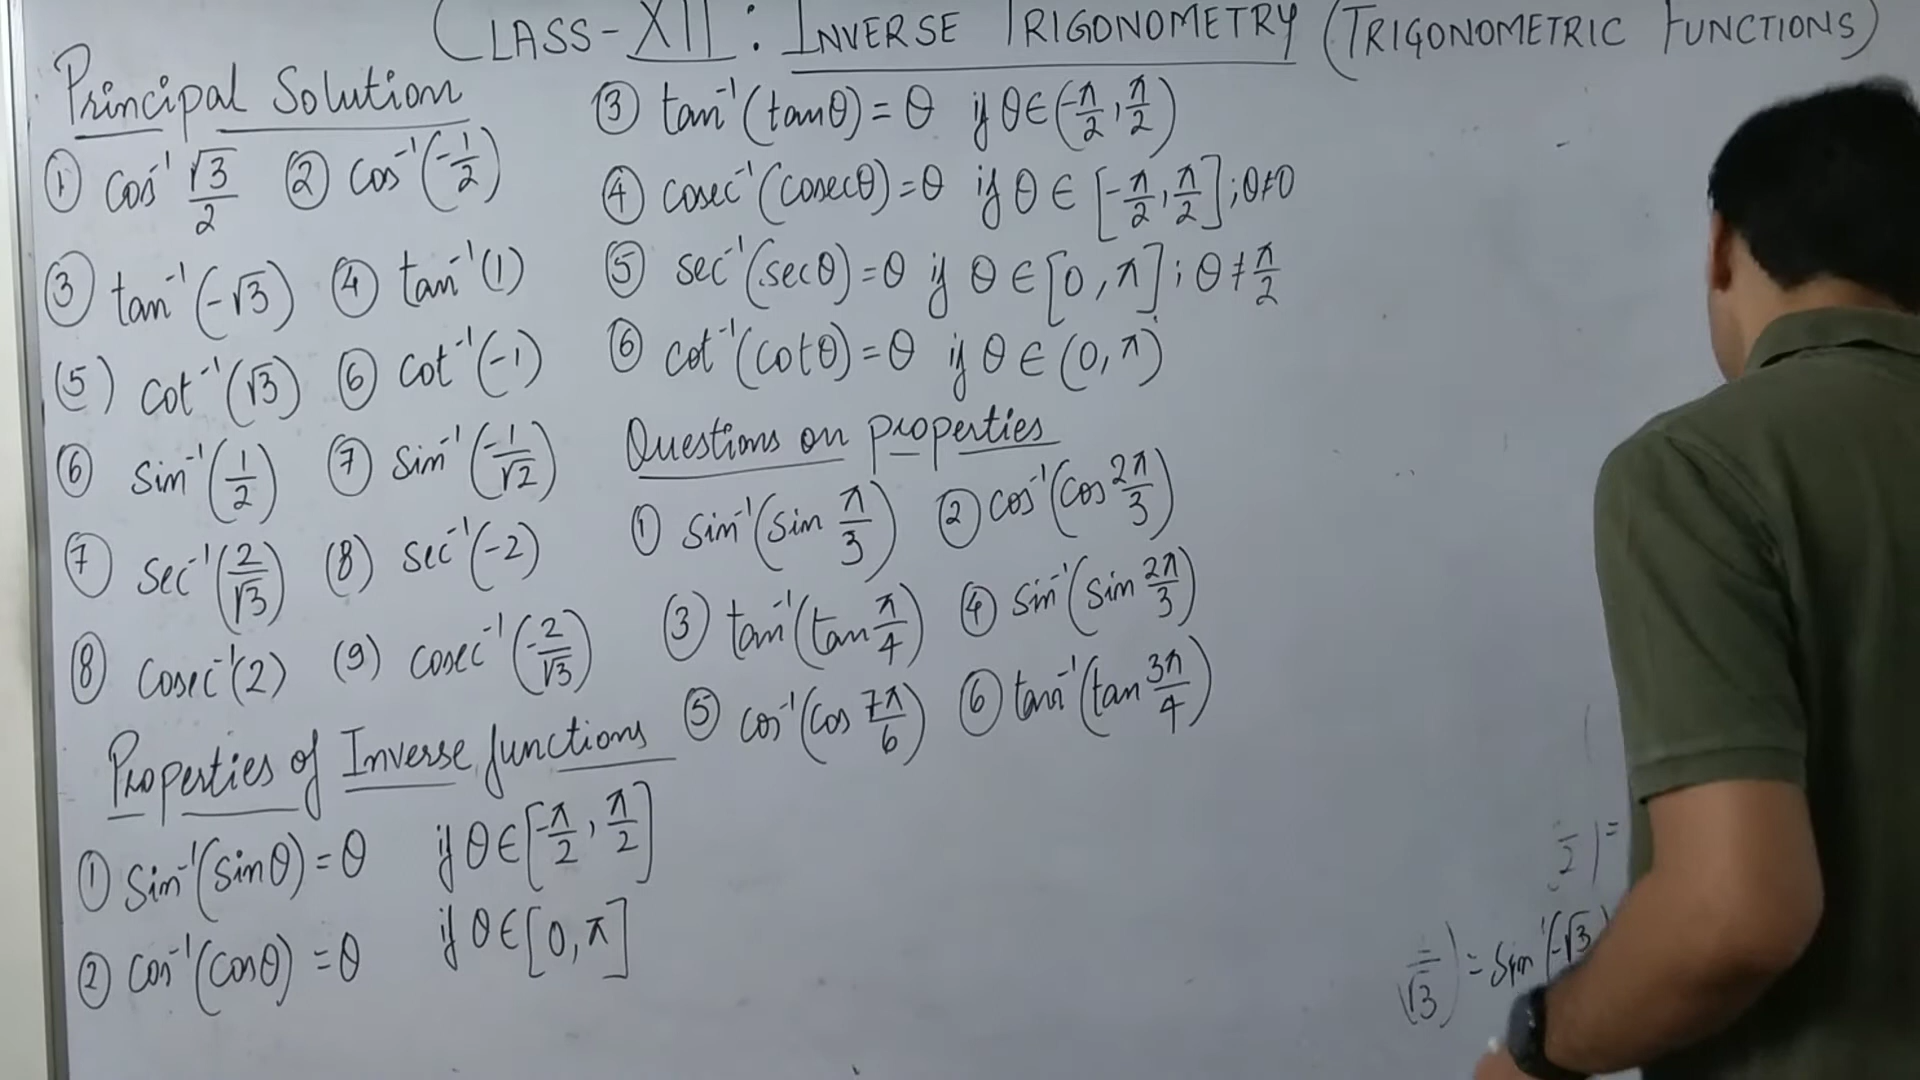 CLASS-XII : INVERSE TRIGONOMETRY (TRIGONOMETRIC FUNCTIONS)
Principal Solution
① cos⁻¹ √3/2 ② cos⁻¹(-1/2)
③ tan⁻¹(-√3) ④ tan⁻¹(1)
(5) cot⁻¹(√3) ⑥ cot⁻¹(-1)
⑥ sin⁻¹(1/2) ⑦ sin⁻¹(-1/√2)
⑦ sec⁻¹(2/√3) (8) sec⁻¹(-2)
⑧ cosec⁻¹(2) (9) cosec⁻¹(-2/√3)
Properties of Inverse functions
① sin⁻¹(sinθ) = θ if θ∈[-π/2, π/2]
② cos⁻¹(cosθ) = θ if θ∈[0, π]
③ tan⁻¹(tanθ) = θ if θ∈(-π/2, π/2)
④ cosec⁻¹(cosecθ) = θ if θ ∈ [-π/2, π/2]; θ≠0
⑤ sec⁻¹(secθ) = θ if θ ∈ [0, π]; θ ≠ π/2
⑥ cot⁻¹(cotθ) = θ if θ ∈ (0, π)
Questions on properties
① sin⁻¹(sin π/3) ② cos⁻¹(cos 2π/3)
③ tan⁻¹(tan π/4) ④ sin⁻¹(sin 2π/3)
⑤ cos⁻¹(cos 7π/6) ⑥ tan⁻¹(tan 3π/4)
2) =
√3) = sin⁻¹(-√3